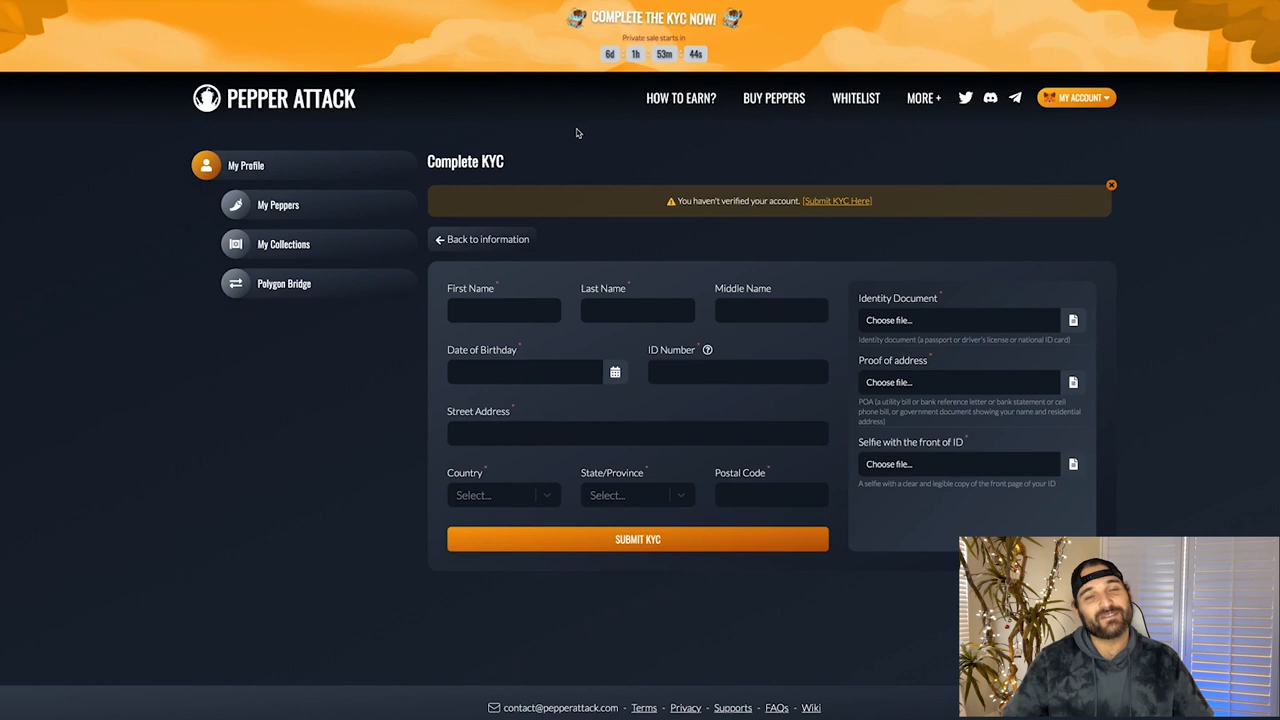 COMPLETE THE KYC NOW!
Private sale starts in
6d : 1h : 53m : 44s
PEPPER ATTACK
HOW TO EARN?
BUY PEPPERS
WHITELIST
MORE +
MY ACCOUNT
My Profile
My Peppers
My Collections
Polygon Bridge
Complete KYC
You haven't verified your account. [Submit KYC Here]
Back to information
First Name *
Last Name *
Middle Name
Date of Birthday *
ID Number *
Street Address *
Country *
State/Province *
Postal Code *
Select...
Select...
SUBMIT KYC
Identity Document *
Choose file...
Identity document (a passport or driver's license or national ID card)
Proof of address *
Choose file...
POA (a utility bill or bank reference letter or bank statement or cell
phone bill, or government document showing your name and residential
address)
Selfie with the front of ID *
Choose file...
A selfie with a clear and legible copy of the front page of your ID
contact@pepperattack.com - Terms - Privacy - Supports - FAQs - Wiki